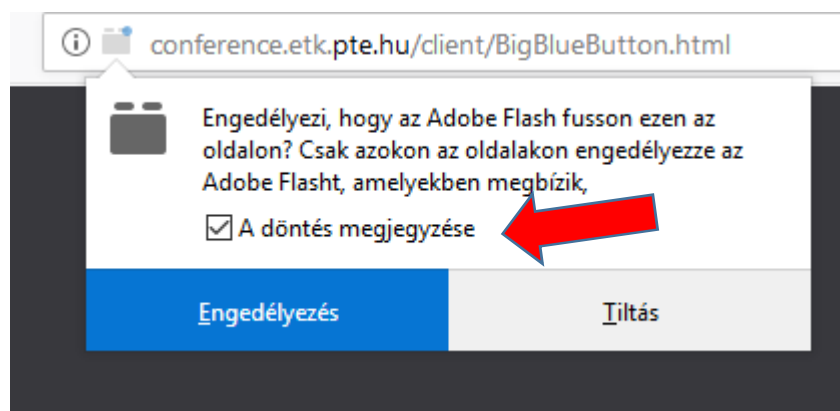 conference.etk.pte.hu/client/BigBlueButton.html
Engedélyezi, hogy az Adobe Flash fusson ezen az
oldalon? Csak azokon az oldalakon engedélyezze az
Adobe Flasht, amelyekben megbízik,
A döntés megjegyzése
Engedélyezés
Tiltás